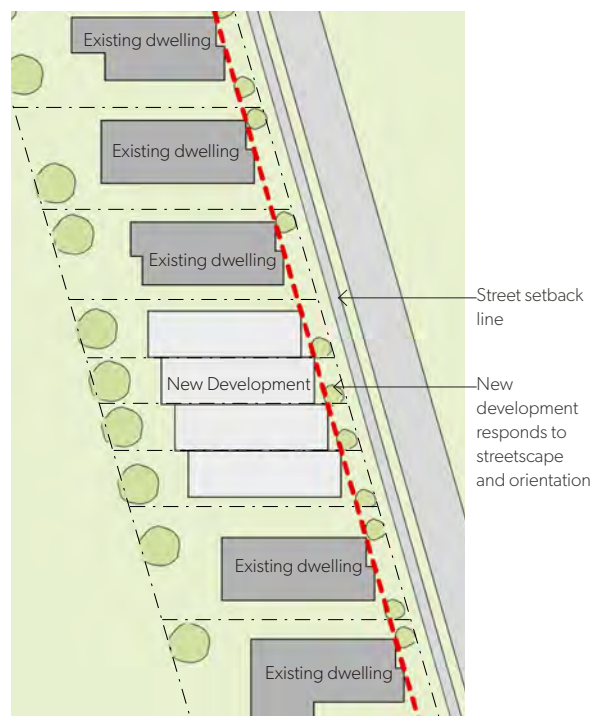 Existing dwelling
Existing dwelling
Existing dwelling
Street setback
line
New Development
New
development
responds to
streetscape
and orientation
Existing dwelling
Existing dwelling